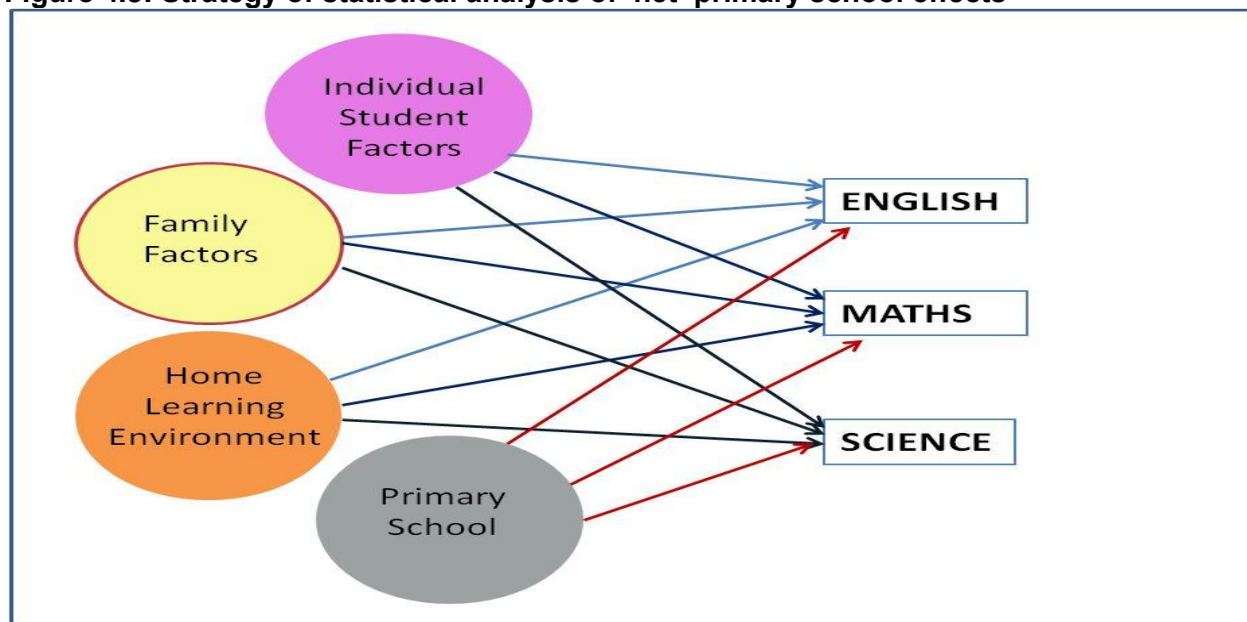 Individual
Student
Factors
Family
Factors
Home
Learning
Environment
Primary
School
ENGLISH
MATHS
SCIENCE